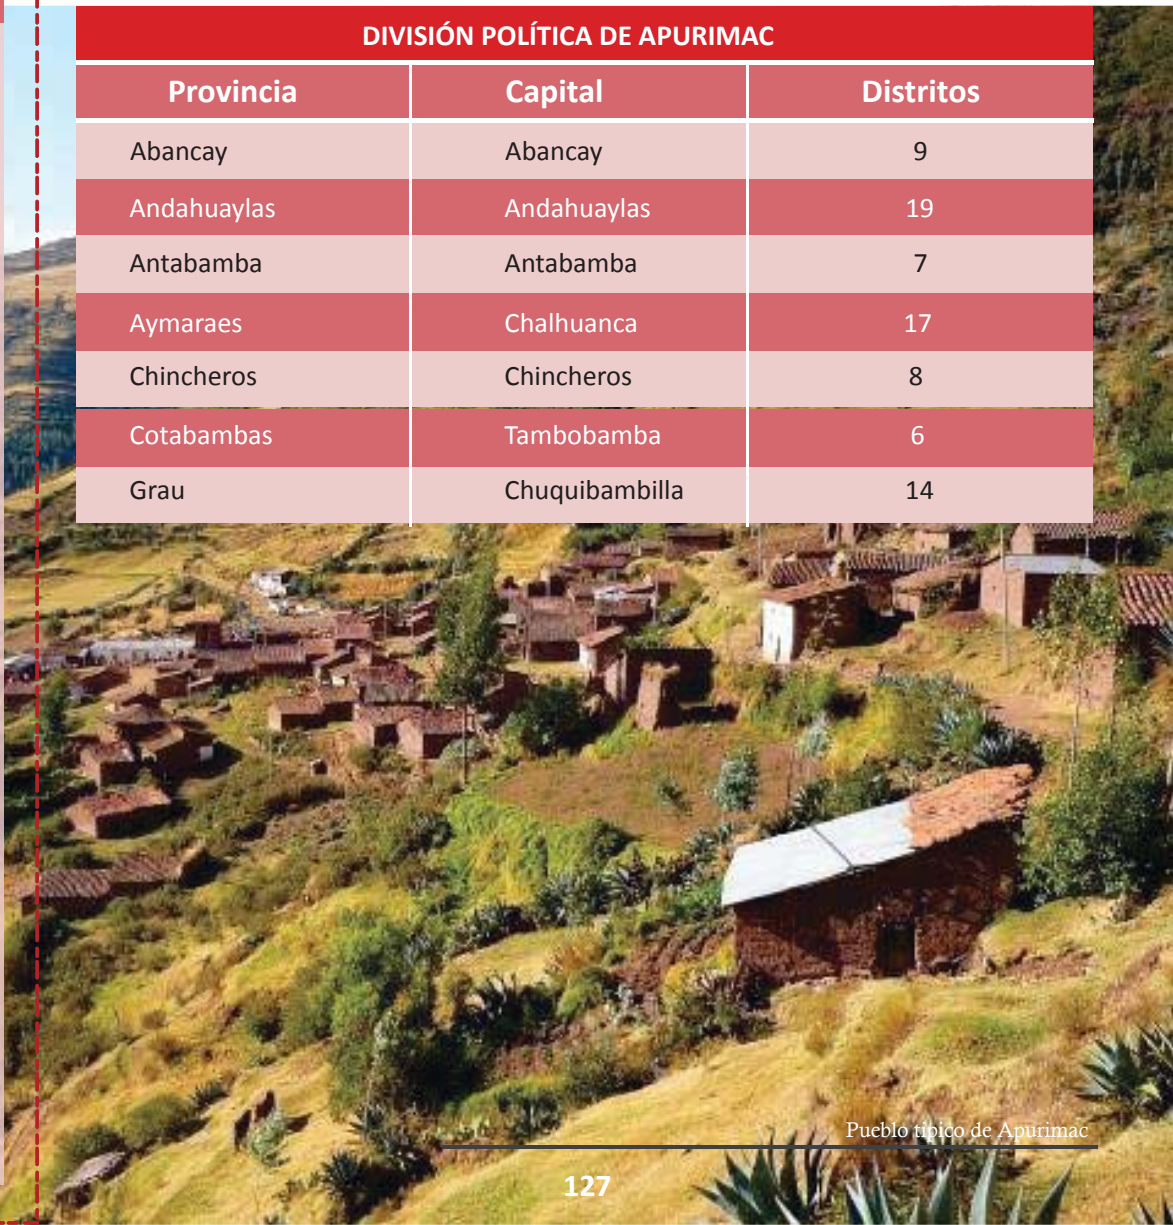 DIVISIÓN POLÍTICA DE APURIMAC
Provincia Capital Distritos
Abancay Abancay 9
Andahuaylas Andahuaylas 19
Antabamba Antabamba 7
Aymaraes Chalhuanca 17
Chincheros Chincheros 8
Cotabambas Tambobamba 6
Grau Chuquibambilla 14
Pueblo típico de Apurimac
127